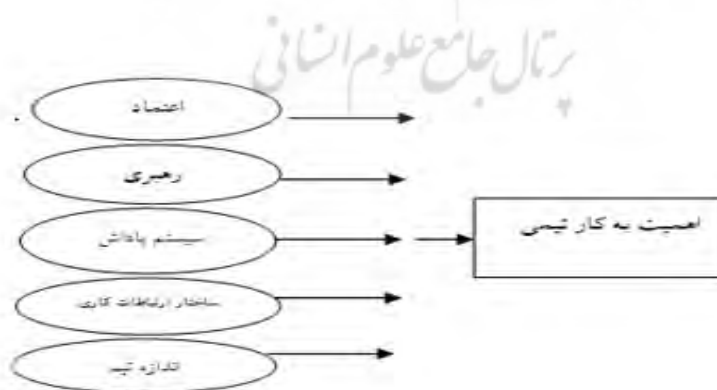 پرتال جامع علوم انسانی
اعتماد
رهبری
سیستم پاداش
ساختار ارتباطات کاری
اندازه تیم
اهمیت به کار تیمی